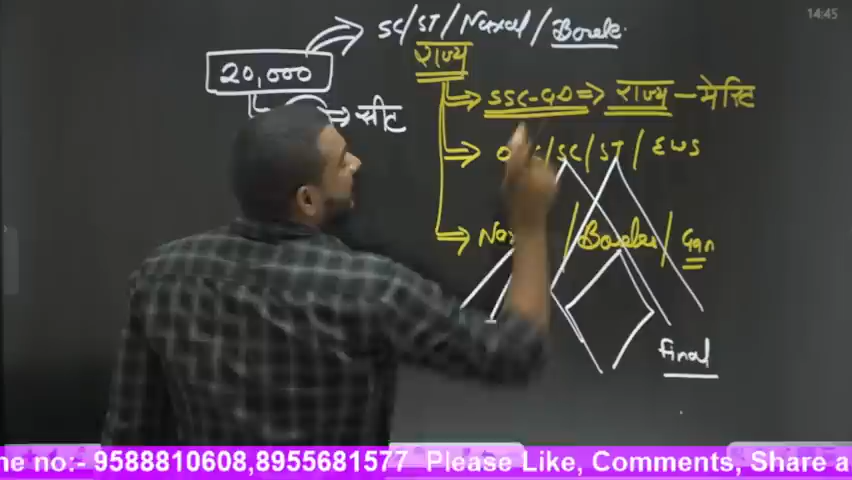 14:45
SC/ST/Naxal/Border
राज्य
20,000
सीट
SSC-GD ⇒ राज्य - मेरिट
/SC/ST/EWS
/Border/Gen
Final
ne no:- 9588810608,8955681577 Please Like, Comments, Share a